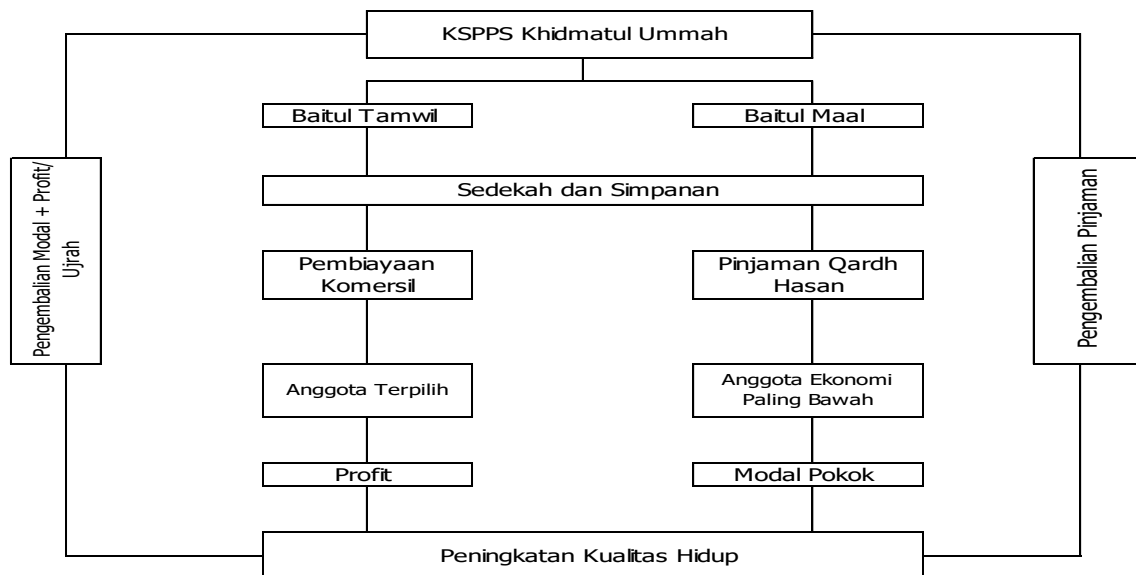 KSPPS Khidmatul Ummah
Baitul Tamwil
Baitul Maal
Sedekah dan Simpanan
Pengembalian Modal + Profit/
Ujrah
Pengembalian Pinjaman
Pembiayaan
Komersil
Pinjaman Qardh
Hasan
Anggota Terpilih
Anggota Ekonomi
Paling Bawah
Profit
Modal Pokok
Peningkatan Kualitas Hidup